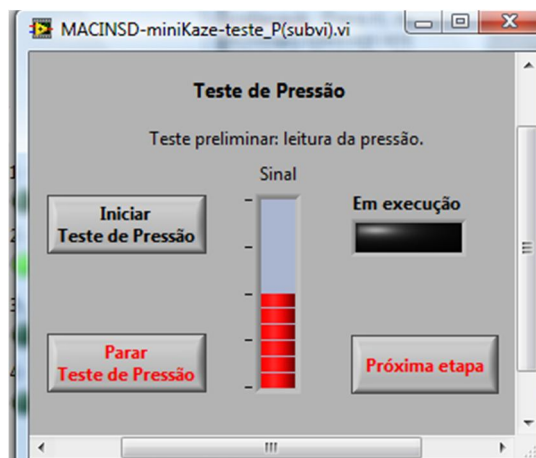 MACINSD-miniKaze-teste_P(subvi).vi
Teste de Pressão
Teste preliminar: leitura da pressão.
Sinal
Iniciar
Teste de Pressão
Em execução
Parar
Teste de Pressão
Próxima etapa